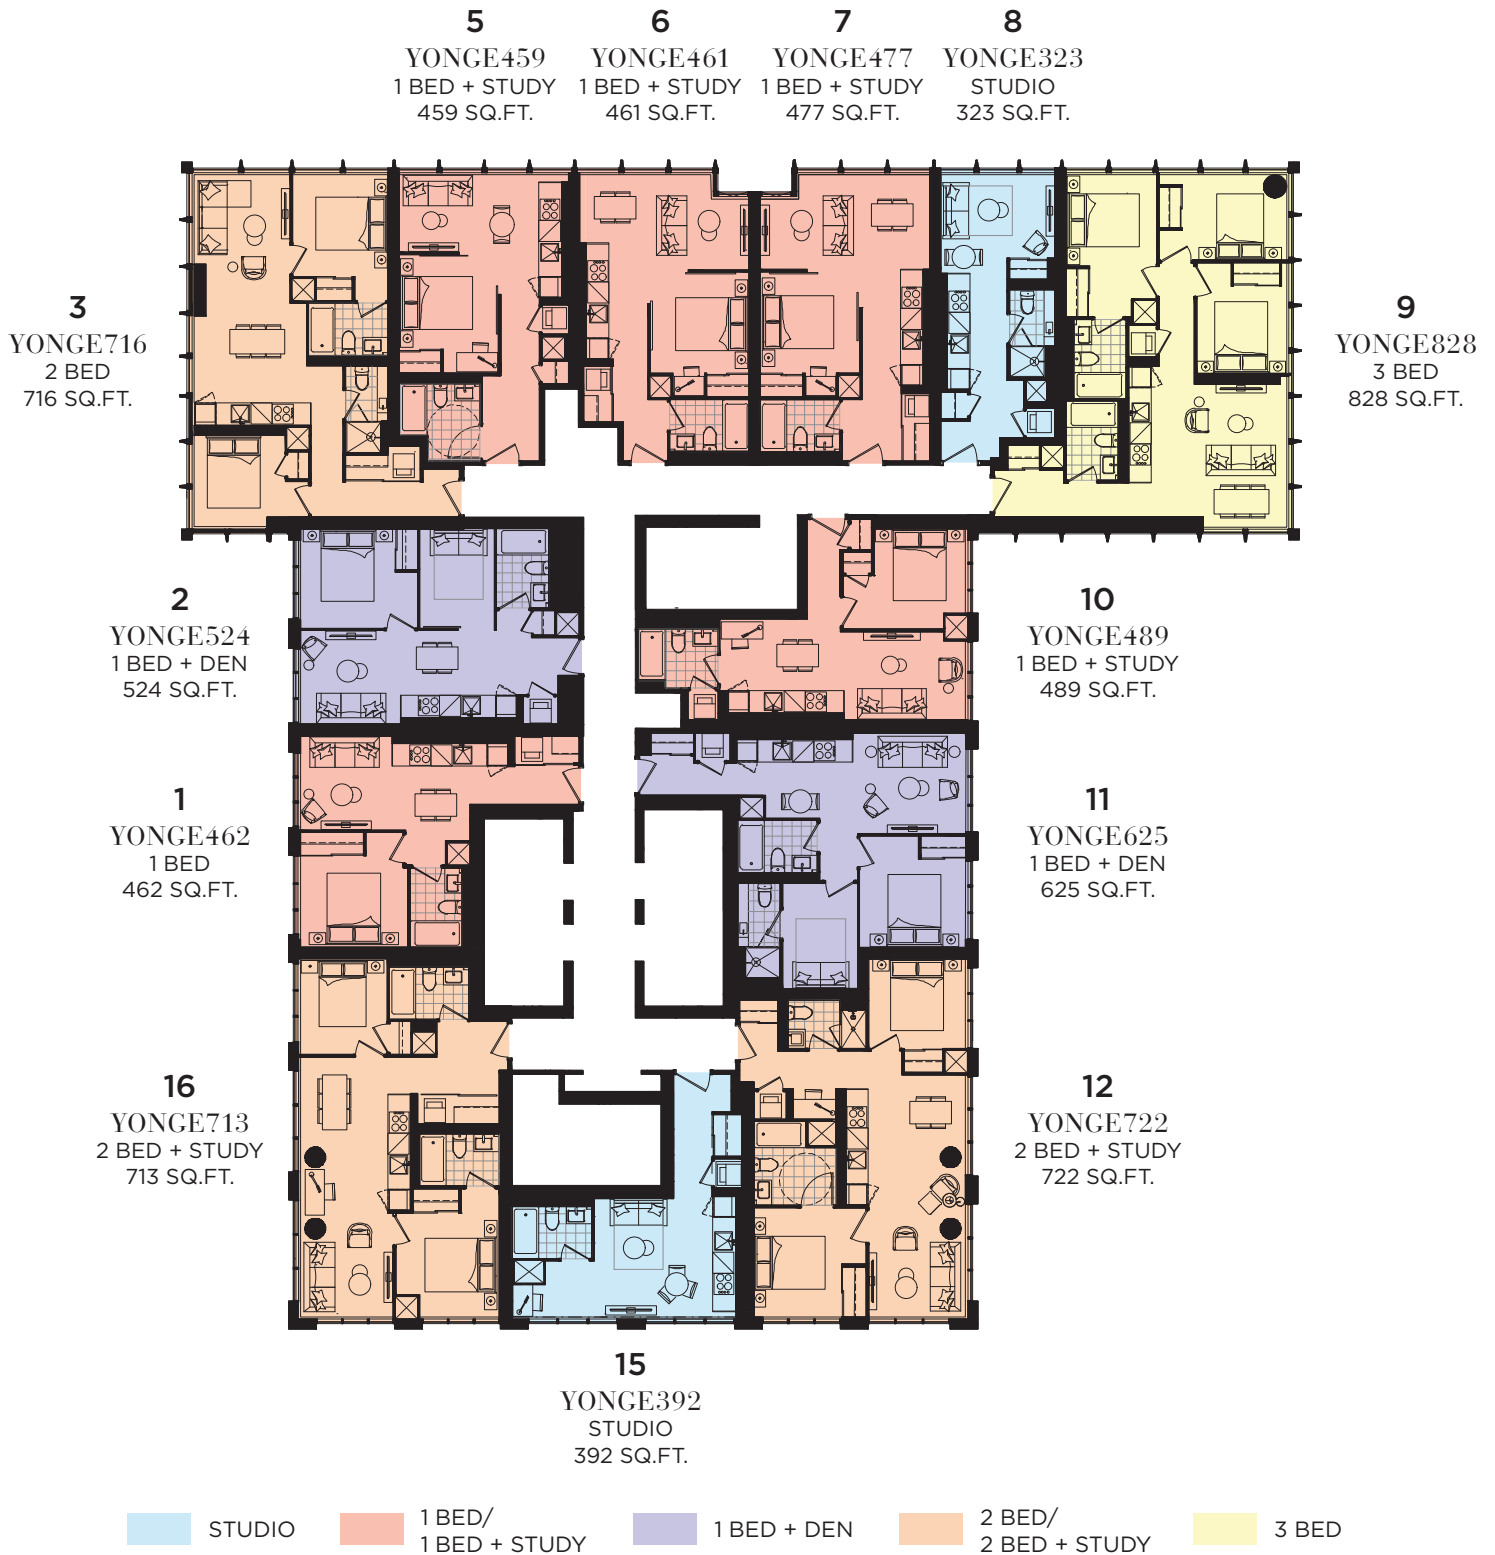 5
YONGE459
1 BED + STUDY
459 SQ.FT.
6
YONGE461
1 BED + STUDY
461 SQ.FT.
7
YONGE477
1 BED + STUDY
477 SQ.FT.
8
YONGE323
STUDIO
323 SQ.FT.
3
YONGE716
2 BED
716 SQ.FT.
9
YONGE828
3 BED
828 SQ.FT.
2
YONGE524
1 BED + DEN
524 SQ.FT.
10
YONGE489
1 BED + STUDY
489 SQ.FT.
1
YONGE462
1 BED
462 SQ.FT.
11
YONGE625
1 BED + DEN
625 SQ.FT.
16
YONGE713
2 BED + STUDY
713 SQ.FT.
12
YONGE722
2 BED + STUDY
722 SQ.FT.
15
YONGE392
STUDIO
392 SQ.FT.
STUDIO
1 BED/
1 BED + STUDY
1 BED + DEN
2 BED/
2 BED + STUDY
3 BED